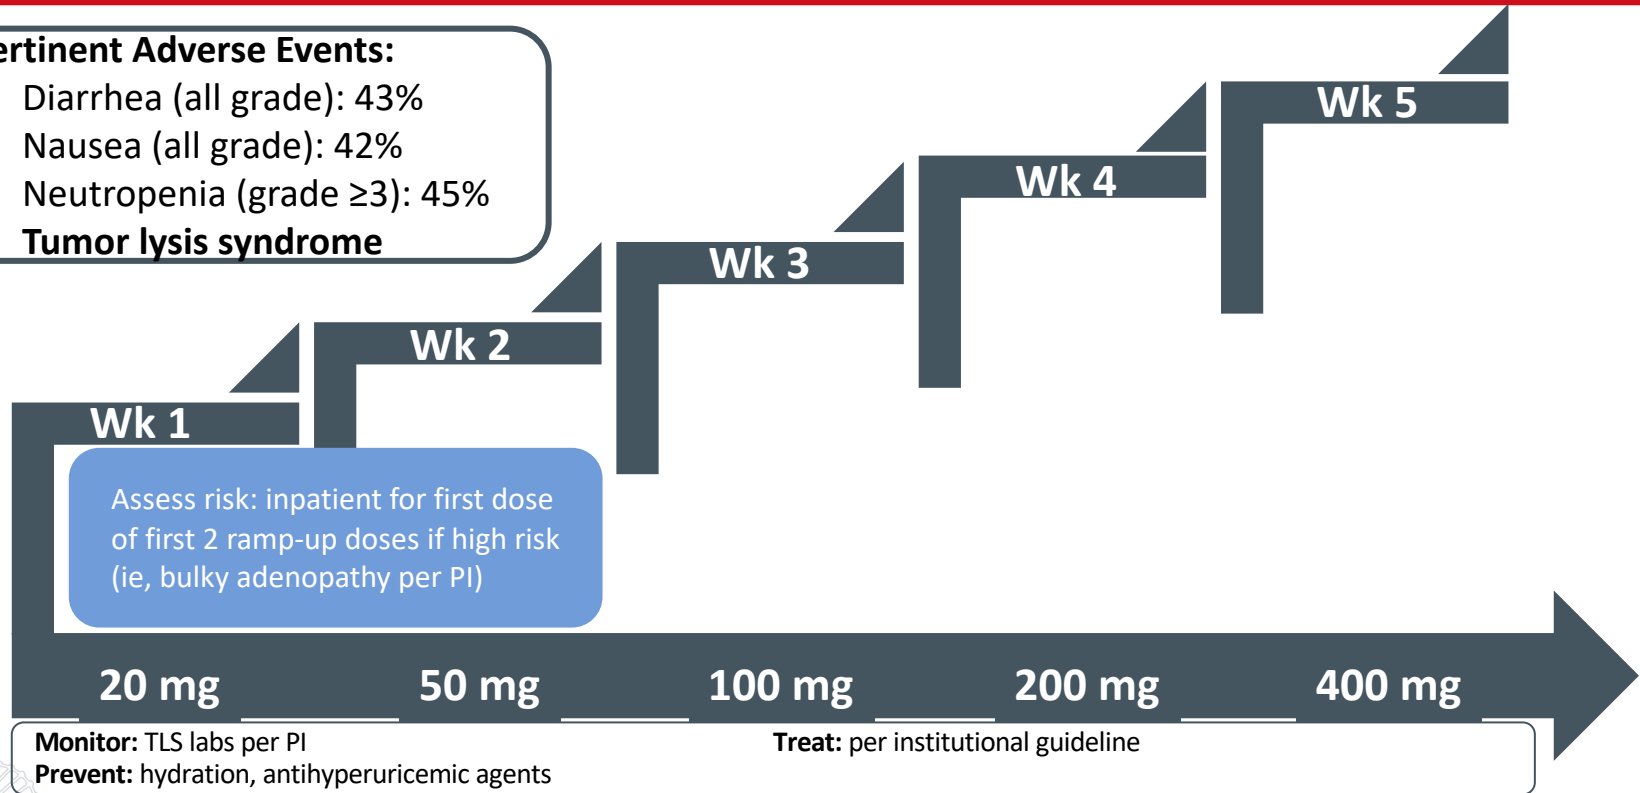 ertinent Adverse Events:
Diarrhea (all grade): 43%
Nausea (all grade): 42%
Neutropenia (grade ≥3): 45%
Tumor lysis syndrome
Wk 5
Wk 4
Wk 3
Wk 2
Wk 1
Assess risk: inpatient for first dose
of first 2 ramp-up doses if high risk
(ie, bulky adenopathy per PI)
20 mg 50 mg 100 mg 200 mg 400 mg
Monitor: TLS labs per PI
Prevent: hydration, antihyperuricemic agents
Treat: per institutional guideline